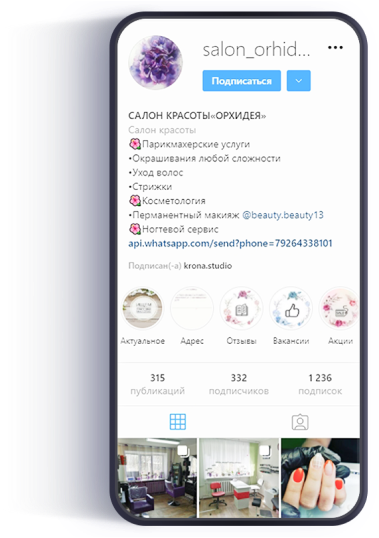 salon_orhid...
Подписаться
САЛОН КРАСОТЫ«ОРХИДЕЯ»
Салон красоты
🌺Парикмахерские услуги
•Окрашивания любой сложности
•Уход волос
•Стрижки
🌺Косметология
•Перманентный макияж @beauty.beauty13
🌺Ногтевой сервис
api.whatsapp.com/send?phone=79264338101
Подписан(-а) krona.studio
Актуальное Адрес Отзывы Вакансии Акции
315 332 1 236
публикаций подписчиков подписок